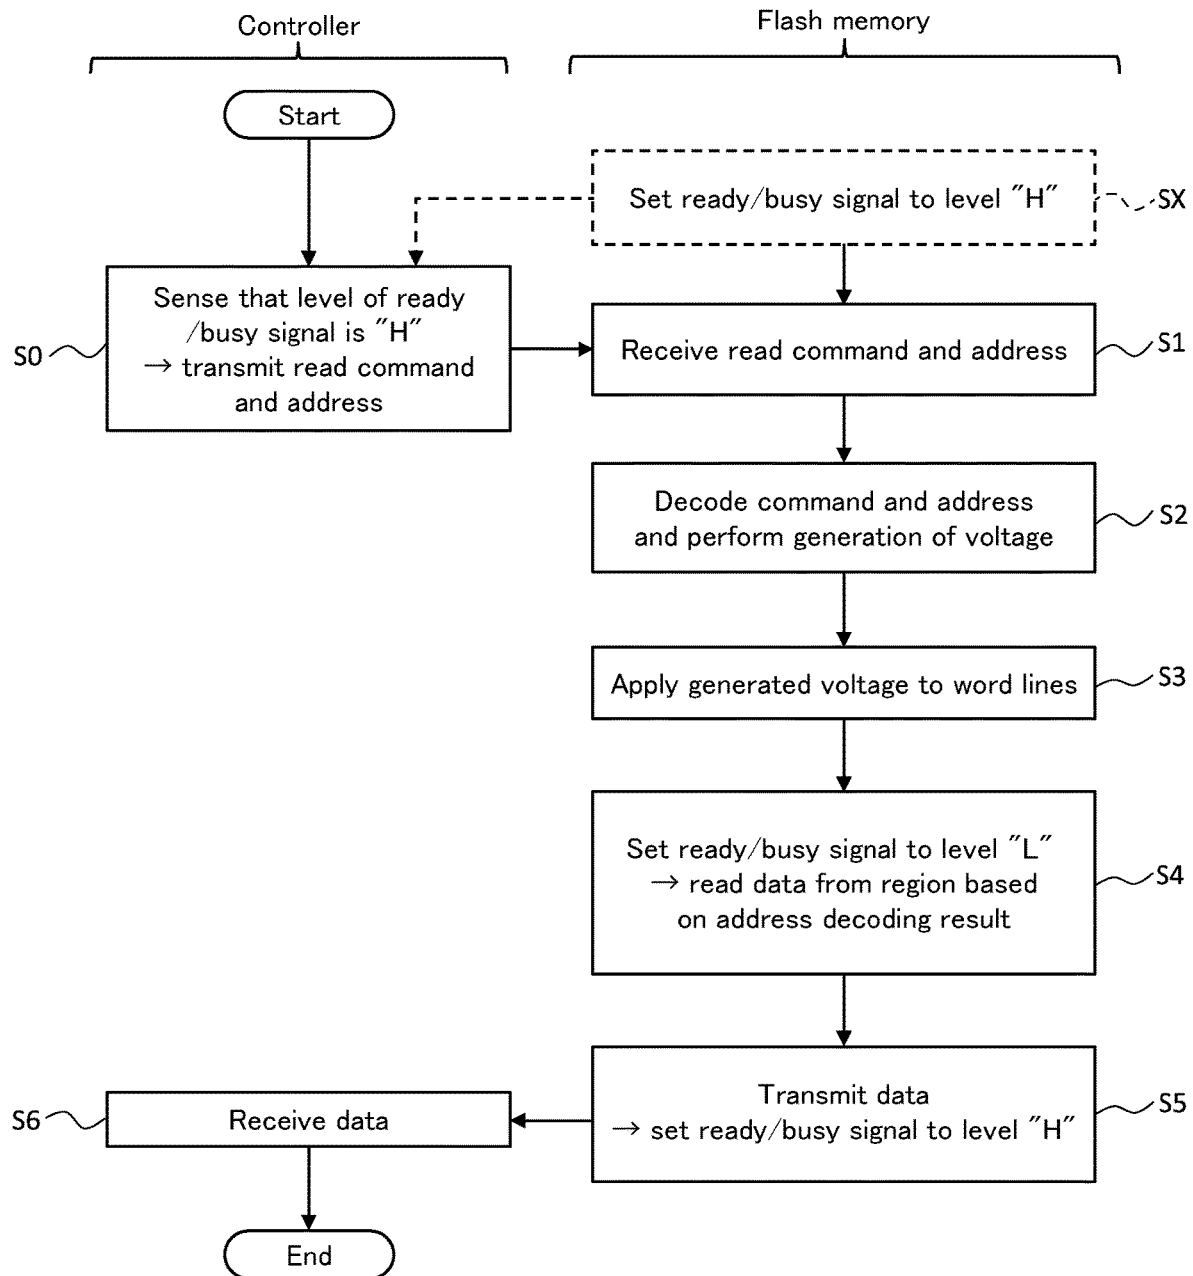 Controller
Flash memory
Start
Set ready/busy signal to level "H"
SX
Sense that level of ready
/busy signal is "H"
→ transmit read command
and address
S0
Receive read command and address
S1
Decode command and address
and perform generation of voltage
S2
Apply generated voltage to word lines
S3
Set ready/busy signal to level "L"
→ read data from region based
on address decoding result
S4
Transmit data
→ set ready/busy signal to level "H"
S5
S6
Receive data
End